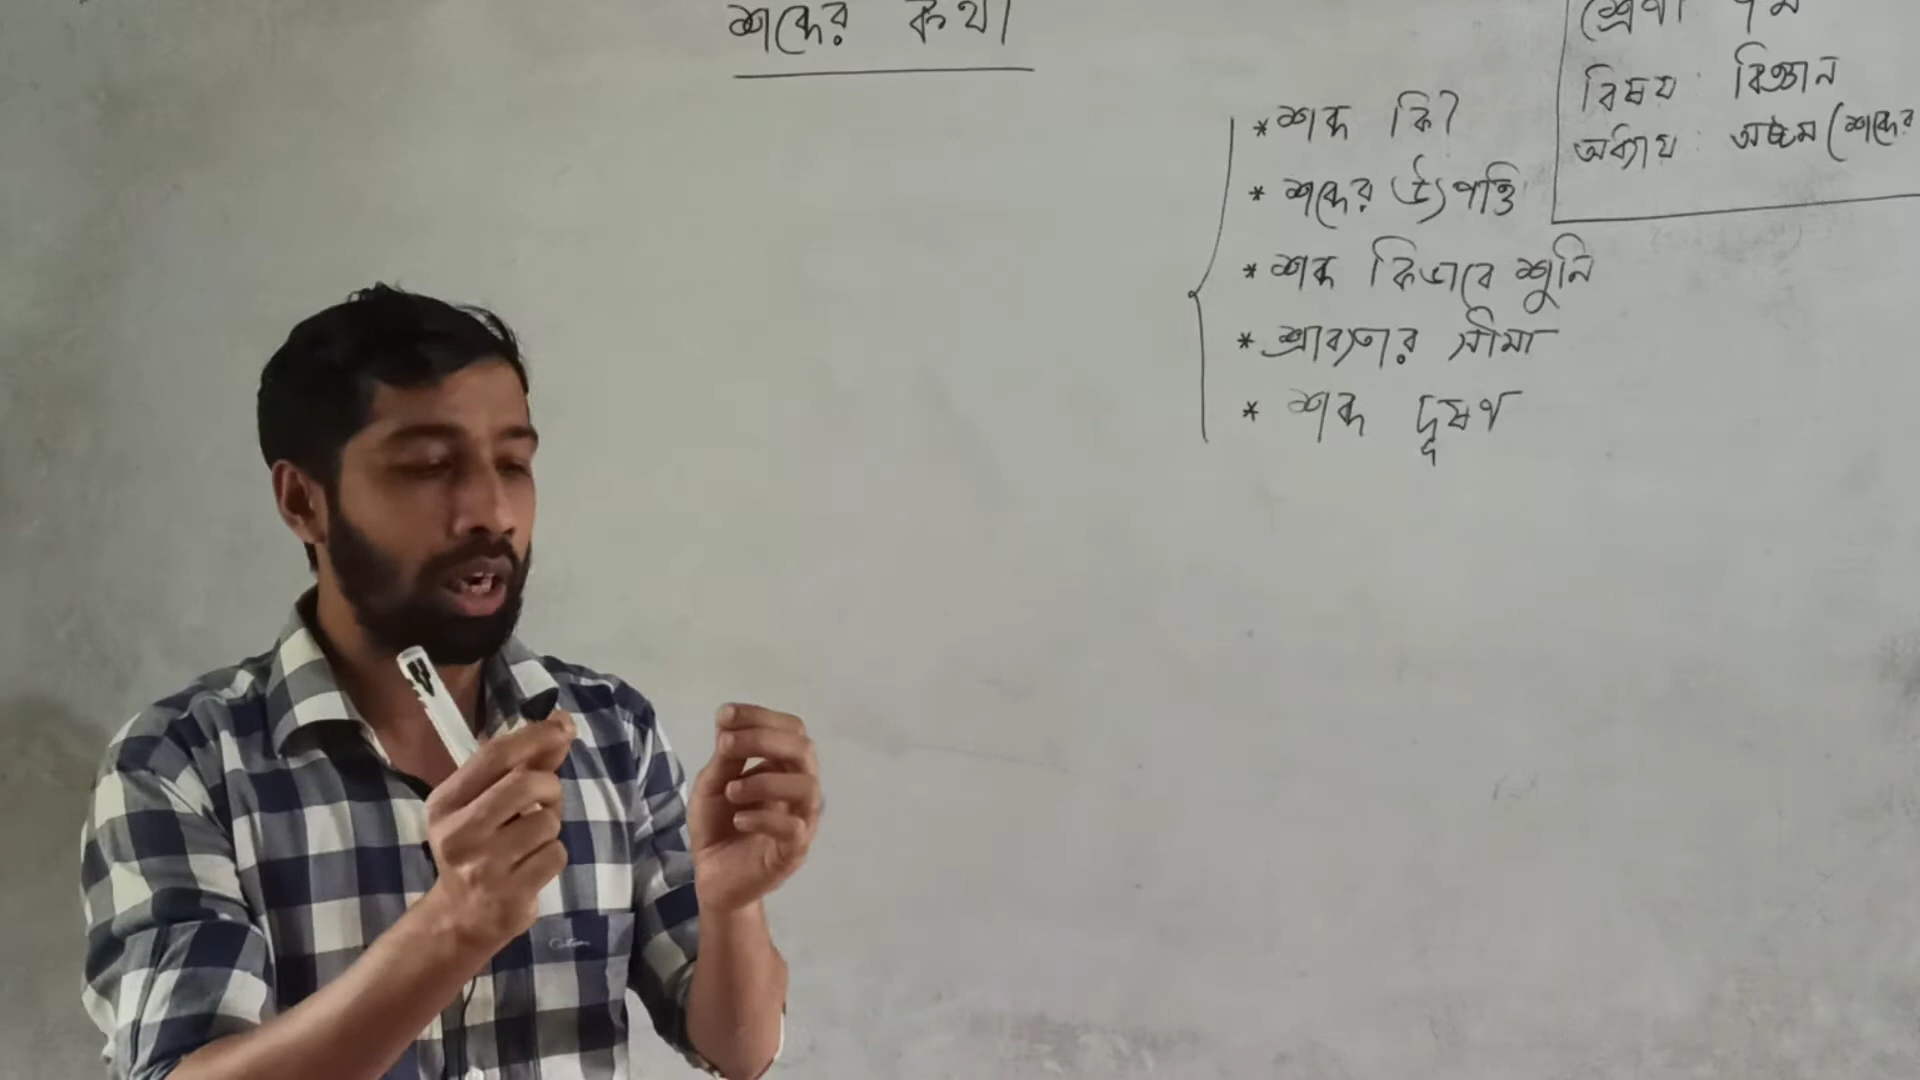 শব্দের কথা
শ্রেণী ৭ম
বিষয় : বিজ্ঞান
অধ্যায় : অষ্টম (শব্দের
* শব্দ কি?
* শব্দের উৎপত্তি
* শব্দ কিভাবে শুনি
* শ্রাব্যতার সীমা
* শব্দ দূষণ